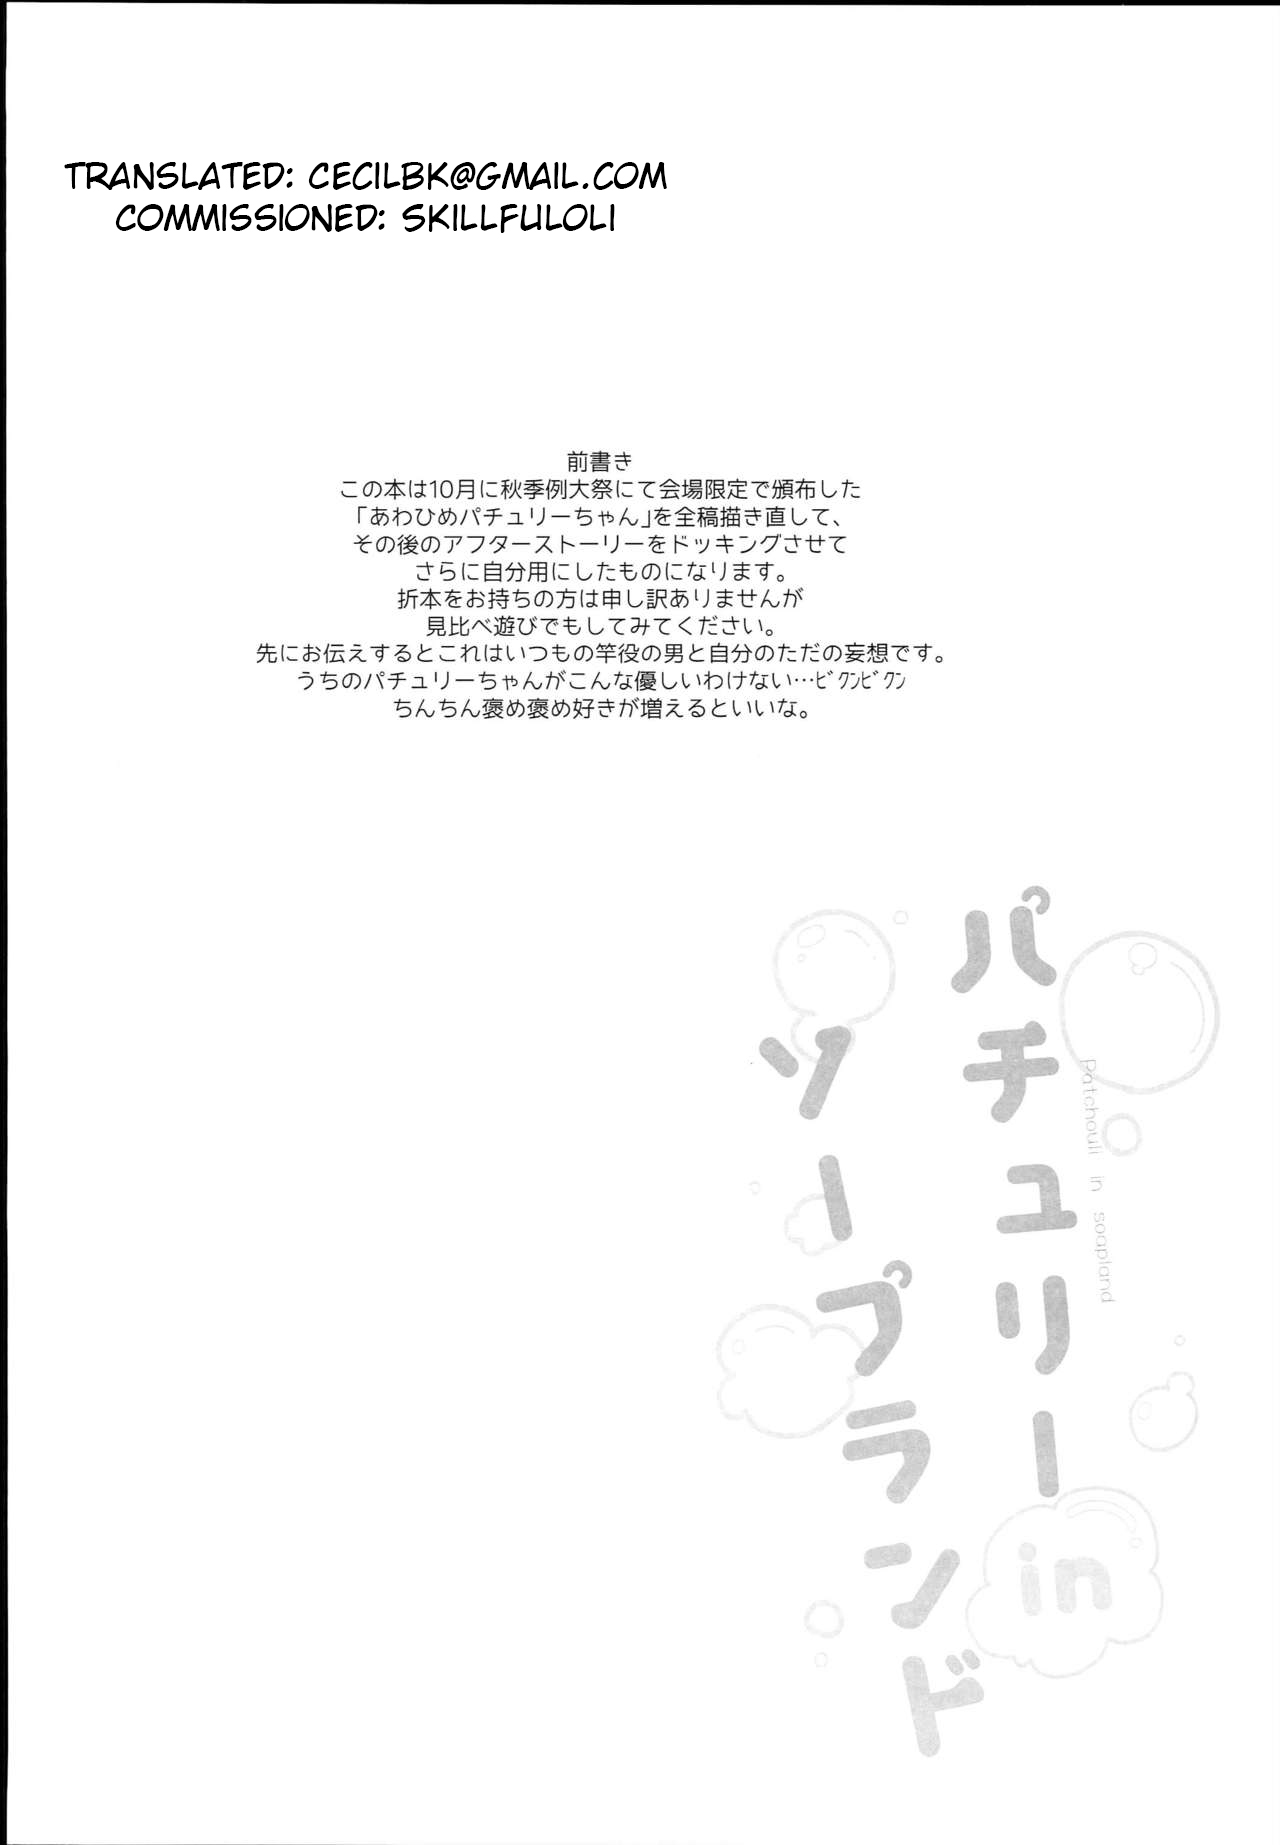 TRANSLATED: CECILBK@GMAIL.COM
COMMISSIONED: SKILLFULOLI
前書き
この本は10月に秋季例大祭にて会場限定で頒布した
「あわひめパチュリーちゃん」を全稿描き直して、
その後のアフターストーリーをドッキングさせて
さらに自分用にしたものになります。
折本をお持ちの方は申し訳ありませんが
見比べ遊びでもしてみてください。
先にお伝えするとこれはいつもの竿役の男と自分のただの妄想です。
うちのパチュリーちゃんがこんな優しいわけない…ﾋﾞｸﾝﾋﾞｸﾝ
ちんちん褒め褒め好きが増えるといいな。
パチュリーin
ソープランド
Patchouli in soapland